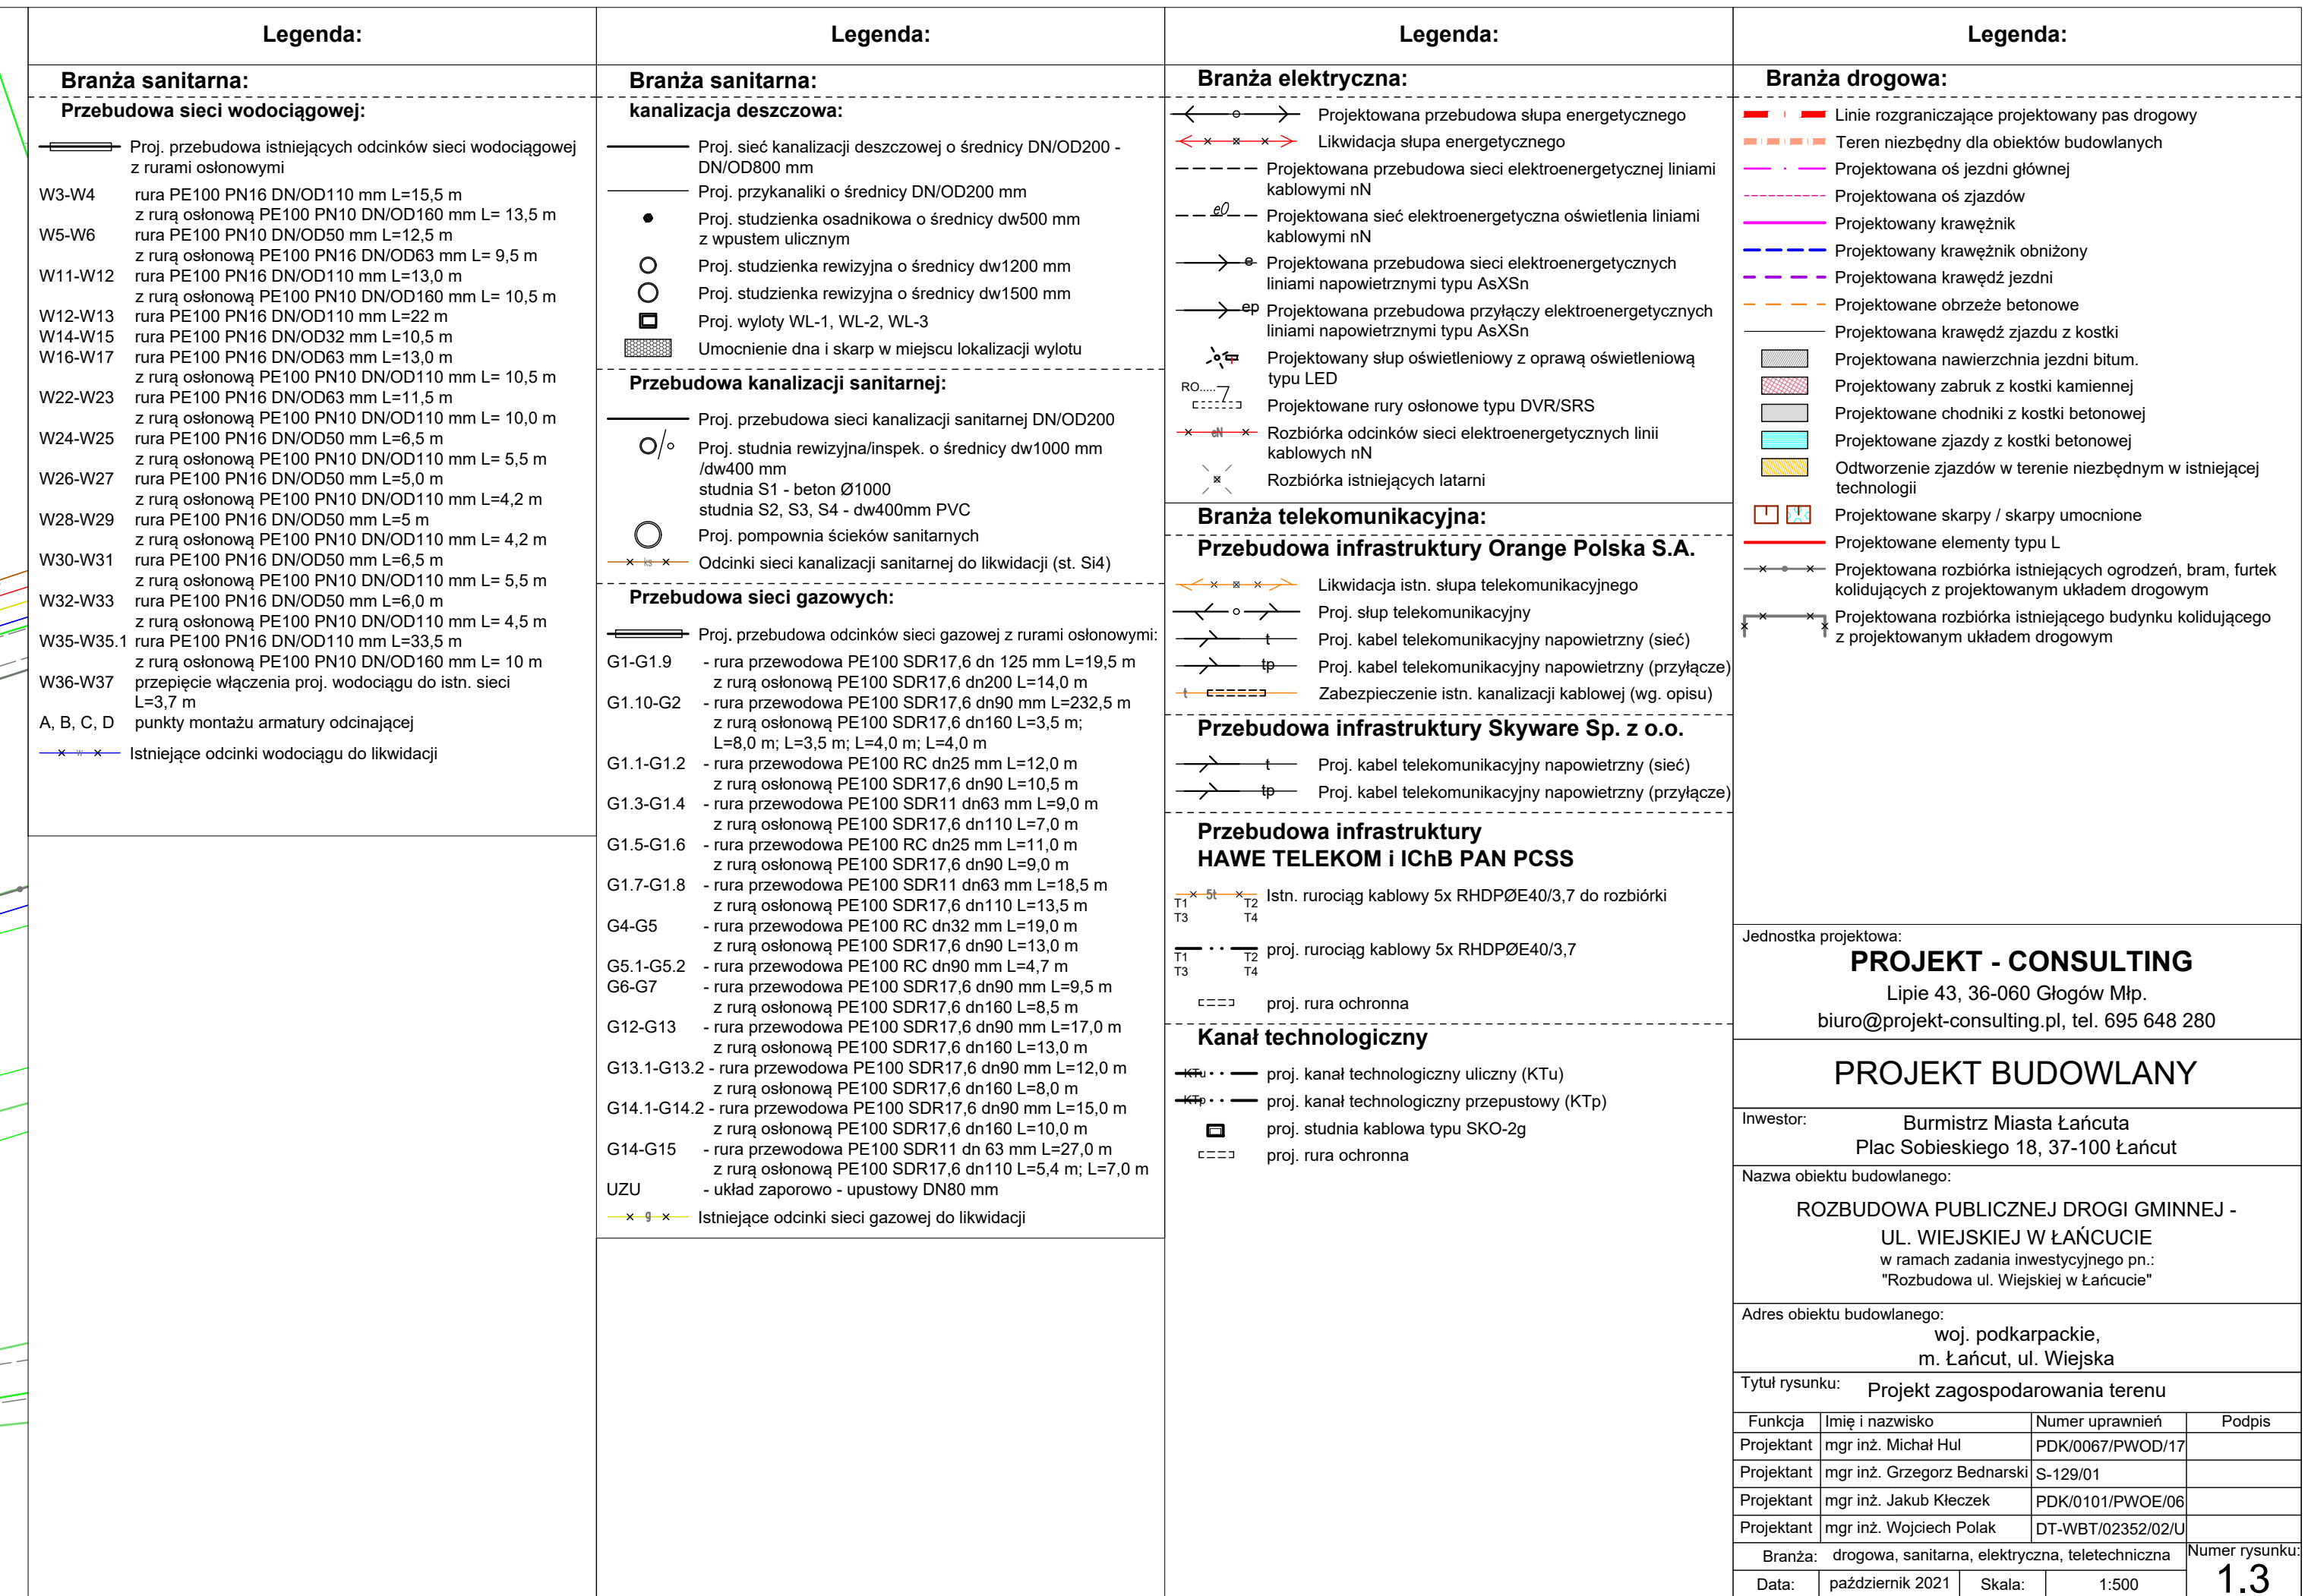 Legenda:
Branża sanitarna:
Przebudowa sieci wodociągowej:
Proj. przebudowa istniejących odcinków sieci wodociągowej
z rurami osłonowymi
W3-W4 rura PE100 PN16 DN/OD110 mm L=15,5 m
z rurą osłonową PE100 PN10 DN/OD160 mm L= 13,5 m
W5-W6 rura PE100 PN10 DN/OD50 mm L=12,5 m
z rurą osłonową PE100 PN16 DN/OD63 mm L= 9,5 m
W11-W12 rura PE100 PN16 DN/OD110 mm L=13,0 m
z rurą osłonową PE100 PN10 DN/OD160 mm L= 10,5 m
W12-W13 rura PE100 PN16 DN/OD110 mm L=22 m
W14-W15 rura PE100 PN16 DN/OD32 mm L=10,5 m
W16-W17 rura PE100 PN16 DN/OD63 mm L=13,0 m
z rurą osłonową PE100 PN10 DN/OD110 mm L= 10,5 m
W22-W23 rura PE100 PN16 DN/OD63 mm L=11,5 m
z rurą osłonową PE100 PN10 DN/OD110 mm L= 10,0 m
W24-W25 rura PE100 PN16 DN/OD50 mm L=6,5 m
z rurą osłonową PE100 PN10 DN/OD110 mm L= 5,5 m
W26-W27 rura PE100 PN16 DN/OD50 mm L=5,0 m
z rurą osłonową PE100 PN10 DN/OD110 mm L=4,2 m
W28-W29 rura PE100 PN16 DN/OD50 mm L=5 m
z rurą osłonową PE100 PN10 DN/OD110 mm L= 4,2 m
W30-W31 rura PE100 PN16 DN/OD50 mm L=6,5 m
z rurą osłonową PE100 PN10 DN/OD110 mm L= 5,5 m
W32-W33 rura PE100 PN16 DN/OD50 mm L=6,0 m
z rurą osłonową PE100 PN10 DN/OD110 mm L= 4,5 m
W35-W35.1 rura PE100 PN16 DN/OD110 mm L=33,5 m
z rurą osłonową PE100 PN10 DN/OD160 mm L= 10 m
W36-W37 przepięcie włączenia proj. wodociągu do istn. sieci
L=3,7 m
A, B, C, D punkty montażu armatury odcinającej
w Istniejące odcinki wodociągu do likwidacji
Legenda:
Branża sanitarna:
kanalizacja deszczowa:
Proj. sieć kanalizacji deszczowej o średnicy DN/OD200 -
DN/OD800 mm
Proj. przykanaliki o średnicy DN/OD200 mm
Proj. studzienka osadnikowa o średnicy dw500 mm
z wpustem ulicznym
Proj. studzienka rewizyjna o średnicy dw1200 mm
Proj. studzienka rewizyjna o średnicy dw1500 mm
Proj. wyloty WL-1, WL-2, WL-3
Umocnienie dna i skarp w miejscu lokalizacji wylotu
Przebudowa kanalizacji sanitarnej:
Proj. przebudowa sieci kanalizacji sanitarnej DN/OD200
Proj. studnia rewizyjna/inspek. o średnicy dw1000 mm
/dw400 mm
studnia S1 - beton Ø1000
studnia S2, S3, S4 - dw400mm PVC
Proj. pompownia ścieków sanitarnych
ks Odcinki sieci kanalizacji sanitarnej do likwidacji (st. Si4)
Przebudowa sieci gazowych:
Proj. przebudowa odcinków sieci gazowej z rurami osłonowymi:
G1-G1.9 - rura przewodowa PE100 SDR17,6 dn 125 mm L=19,5 m
z rurą osłonową PE100 SDR17,6 dn200 L=14,0 m
G1.10-G2 - rura przewodowa PE100 SDR17,6 dn90 mm L=232,5 m
z rurą osłonową PE100 SDR17,6 dn160 L=3,5 m;
L=8,0 m; L=3,5 m; L=4,0 m; L=4,0 m
G1.1-G1.2 - rura przewodowa PE100 RC dn25 mm L=12,0 m
z rurą osłonową PE100 SDR17,6 dn90 L=10,5 m
G1.3-G1.4 - rura przewodowa PE100 SDR11 dn63 mm L=9,0 m
z rurą osłonową PE100 SDR17,6 dn110 L=7,0 m
G1.5-G1.6 - rura przewodowa PE100 RC dn25 mm L=11,0 m
z rurą osłonową PE100 SDR17,6 dn90 L=9,0 m
G1.7-G1.8 - rura przewodowa PE100 SDR11 dn63 mm L=18,5 m
z rurą osłonową PE100 SDR17,6 dn110 L=13,5 m
G4-G5 - rura przewodowa PE100 RC dn32 mm L=19,0 m
z rurą osłonową PE100 SDR17,6 dn90 L=13,0 m
G5.1-G5.2 - rura przewodowa PE100 RC dn90 mm L=4,7 m
G6-G7 - rura przewodowa PE100 SDR17,6 dn90 mm L=9,5 m
z rurą osłonową PE100 SDR17,6 dn160 L=8,5 m
G12-G13 - rura przewodowa PE100 SDR17,6 dn90 mm L=17,0 m
z rurą osłonową PE100 SDR17,6 dn160 L=13,0 m
G13.1-G13.2 - rura przewodowa PE100 SDR17,6 dn90 mm L=12,0 m
z rurą osłonową PE100 SDR17,6 dn160 L=8,0 m
G14.1-G14.2 - rura przewodowa PE100 SDR17,6 dn90 mm L=15,0 m
z rurą osłonową PE100 SDR17,6 dn160 L=10,0 m
G14-G15 - rura przewodowa PE100 SDR11 dn 63 mm L=27,0 m
z rurą osłonową PE100 SDR17,6 dn110 L=5,4 m; L=7,0 m
UZU - układ zaporowo - upustowy DN80 mm
g Istniejące odcinki sieci gazowej do likwidacji
Legenda:
Branża elektryczna:
Projektowana przebudowa słupa energetycznego
Likwidacja słupa energetycznego
Projektowana przebudowa sieci elektroenergetycznej liniami
kablowymi nN
eO Projektowana sieć elektroenergetyczna oświetlenia liniami
kablowymi nN
e Projektowana przebudowa sieci elektroenergetycznych
liniami napowietrznymi typu AsXSn
ep Projektowana przebudowa przyłączy elektroenergetycznych
liniami napowietrznymi typu AsXSn
Projektowany słup oświetleniowy z oprawą oświetleniową
typu LED
RO.....
Projektowane rury osłonowe typu DVR/SRS
eN Rozbiórka odcinków sieci elektroenergetycznych linii
kablowych nN
Rozbiórka istniejących latarni
Branża telekomunikacyjna:
Przebudowa infrastruktury Orange Polska S.A.
Likwidacja istn. słupa telekomunikacyjnego
Proj. słup telekomunikacyjny
t Proj. kabel telekomunikacyjny napowietrzny (sieć)
tp Proj. kabel telekomunikacyjny napowietrzny (przyłącze)
t Zabezpieczenie istn. kanalizacji kablowej (wg. opisu)
Przebudowa infrastruktury Skyware Sp. z o.o.
t Proj. kabel telekomunikacyjny napowietrzny (sieć)
tp Proj. kabel telekomunikacyjny napowietrzny (przyłącze)
Przebudowa infrastruktury
HAWE TELEKOM i IChB PAN PCSS
5t Istn. rurociąg kablowy 5x RHDPØE40/3,7 do rozbiórki
T1 T2
T3 T4
proj. rurociąg kablowy 5x RHDPØE40/3,7
T1 T2
T3 T4
proj. rura ochronna
Kanał technologiczny
KTu proj. kanał technologiczny uliczny (KTu)
KTp proj. kanał technologiczny przepustowy (KTp)
proj. studnia kablowa typu SKO-2g
proj. rura ochronna
Legenda:
Branża drogowa:
Linie rozgraniczające projektowany pas drogowy
Teren niezbędny dla obiektów budowlanych
Projektowana oś jezdni głównej
Projektowana oś zjazdów
Projektowany krawężnik
Projektowany krawężnik obniżony
Projektowana krawędź jezdni
Projektowane obrzeże betonowe
Projektowana krawędź zjazdu z kostki
Projektowana nawierzchnia jezdni bitum.
Projektowany zabruk z kostki kamiennej
Projektowane chodniki z kostki betonowej
Projektowane zjazdy z kostki betonowej
Odtworzenie zjazdów w terenie niezbędnym w istniejącej
technologii
Projektowane skarpy / skarpy umocnione
Projektowane elementy typu L
Projektowana rozbiórka istniejących ogrodzeń, bram, furtek
kolidujących z projektowanym układem drogowym
Projektowana rozbiórka istniejącego budynku kolidującego
z projektowanym układem drogowym
Jednostka projektowa:
PROJEKT - CONSULTING
Lipie 43, 36-060 Głogów Młp.
biuro@projekt-consulting.pl, tel. 695 648 280
PROJEKT BUDOWLANY
Inwestor: Burmistrz Miasta Łańcuta
Plac Sobieskiego 18, 37-100 Łańcut
Nazwa obiektu budowlanego:
ROZBUDOWA PUBLICZNEJ DROGI GMINNEJ -
UL. WIEJSKIEJ W ŁAŃCUCIE
w ramach zadania inwestycyjnego pn.:
"Rozbudowa ul. Wiejskiej w Łańcucie"
Adres obiektu budowlanego:
woj. podkarpackie,
m. Łańcut, ul. Wiejska
Tytuł rysunku: Projekt zagospodarowania terenu
Funkcja Imię i nazwisko Numer uprawnień Podpis
Projektant mgr inż. Michał Hul PDK/0067/PWOD/17
Projektant mgr inż. Grzegorz Bednarski S-129/01
Projektant mgr inż. Jakub Kłeczek PDK/0101/PWOE/06
Projektant mgr inż. Wojciech Polak DT-WBT/02352/02/U
Branża: drogowa, sanitarna, elektryczna, teletechniczna Numer rysunku:
Data: październik 2021 Skala: 1:500 1.3